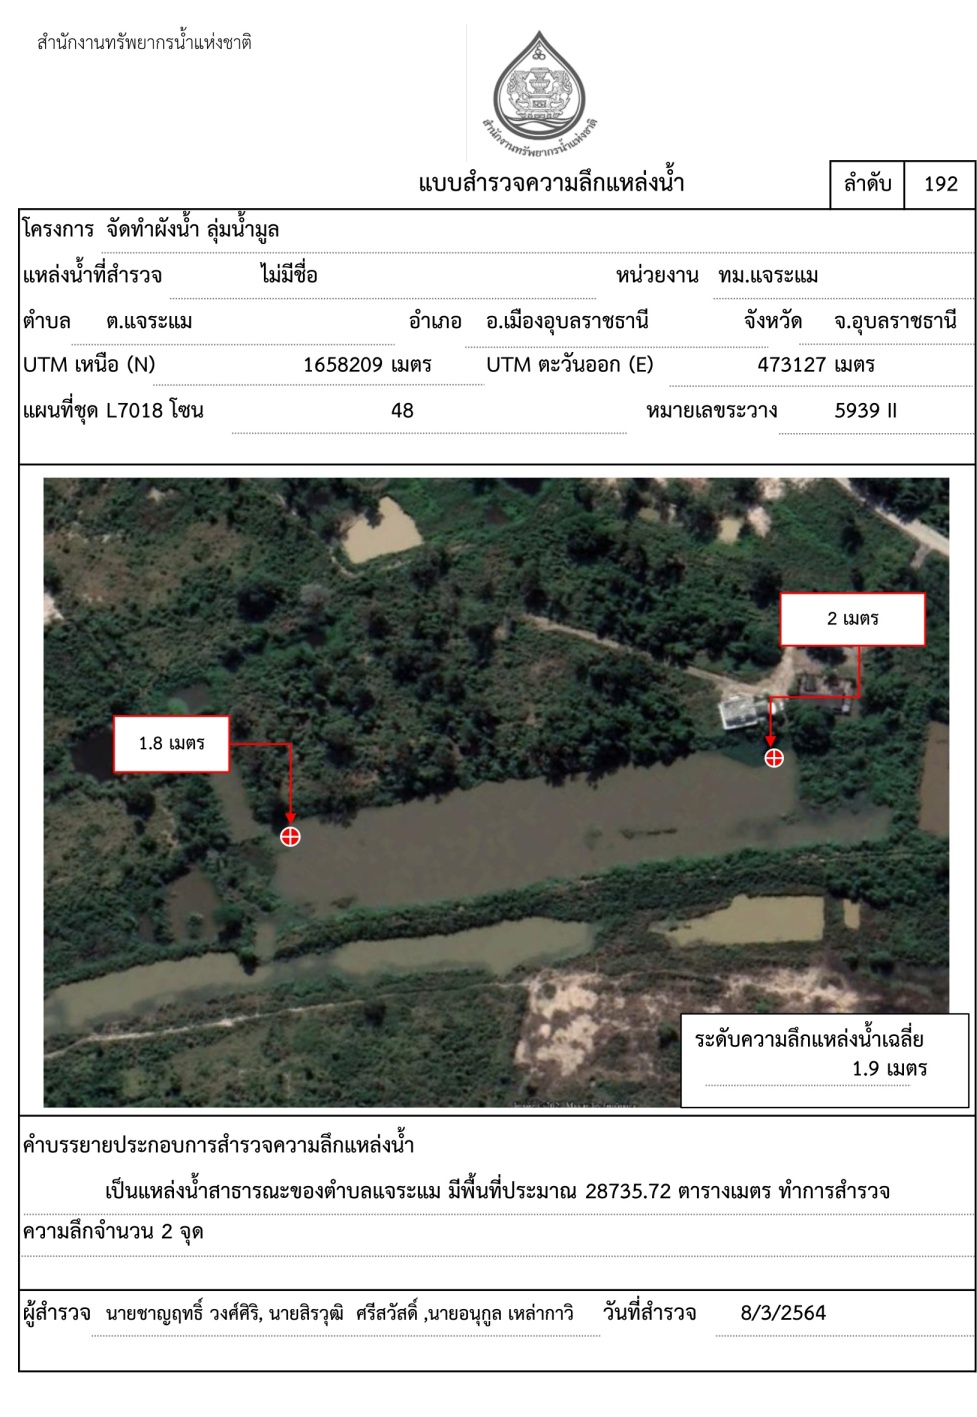 สำนักงานทรัพยากรน้ำแห่งชาติ
สำนักงานทรัพยากรน้ำแห่งชาติ
แบบสำรวจความลึกแหล่งน้ำ ลำดับ 192
โครงการ จัดทำผังน้ำ ลุ่มน้ำมูล
แหล่งน้ำที่สำรวจ ไม่มีชื่อ หน่วยงาน ทม.แจระแม
ตำบล ต.แจระแม อำเภอ อ.เมืองอุบลราชธานี จังหวัด จ.อุบลราชธานี
UTM เหนือ (N) 1658209 เมตร UTM ตะวันออก (E) 473127 เมตร
แผนที่ชุด L7018 โซน 48 หมายเลขระวาง 5939 II
2 เมตร
1.8 เมตร
ระดับความลึกแหล่งน้ำเฉลี่ย
1.9 เมตร
คำบรรยายประกอบการสำรวจความลึกแหล่งน้ำ
เป็นแหล่งน้ำสาธารณะของตำบลแจระแม มีพื้นที่ประมาณ 28735.72 ตารางเมตร ทำการสำรวจ
ความลึกจำนวน 2 จุด
ผู้สำรวจ นายชาญฤทธิ์ วงศ์ศิริ, นายสิรวุฒิ ศรีสวัสดิ์ ,นายอนุกูล เหล่ากาวี วันที่สำรวจ 8/3/2564